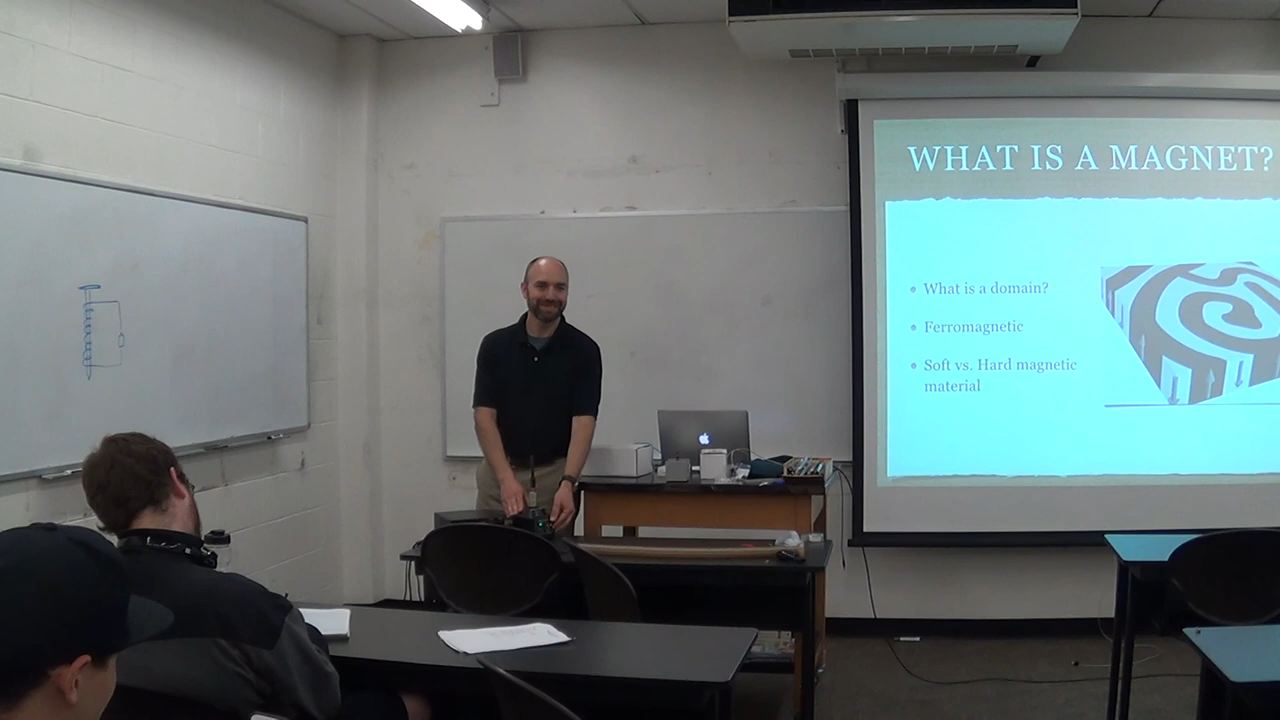 WHAT IS A MAGNET?
• What is a domain?
• Ferromagnetic
• Soft vs. Hard magnetic
material